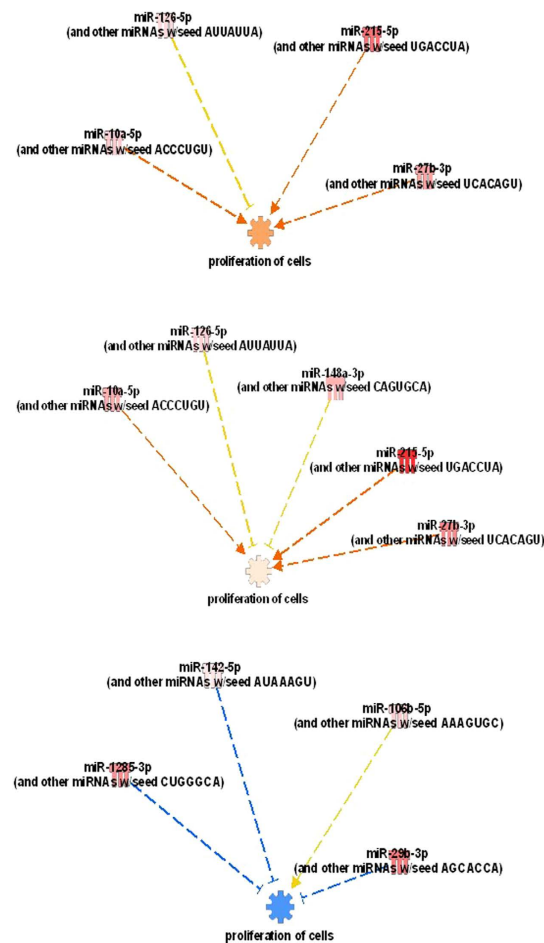 miR-126-5p
(and other miRNAs w/seed AUUAUUA)
miR-215-5p
(and other miRNAs w/seed UGACCUA)
miR-10a-5p
(and other miRNAs w/seed ACCCUGU)
miR-27b-3p
(and other miRNAs w/seed UCACAGU)
proliferation of cells
miR-126-5p
(and other miRNAs w/seed AUUAUUA)
miR-148a-3p
(and other miRNAs w/seed CAGUGCA)
miR-10a-5p
(and other miRNAs w/seed ACCCUGU)
miR-215-5p
(and other miRNAs w/seed UGACCUA)
miR-27b-3p
(and other miRNAs w/seed UCACAGU)
proliferation of cells
miR-142-5p
(and other miRNAs w/seed AUAAAGU)
miR-106b-5p
(and other miRNAs w/seed AAAGUGC)
miR-1285-3p
(and other miRNAs w/seed CUGGGCA)
miR-29b-3p
(and other miRNAs w/seed AGCACCA)
proliferation of cells